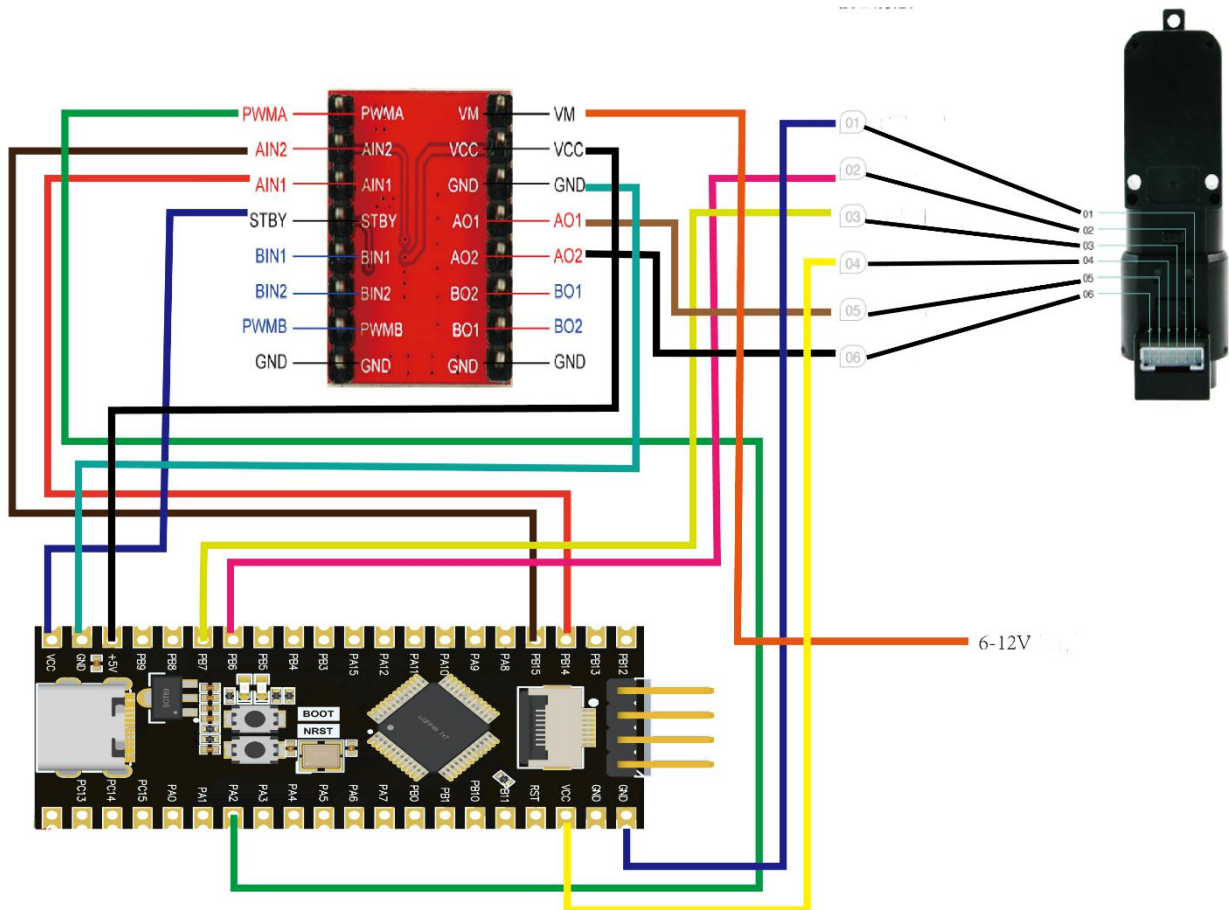 PWMA PWMA VM VM
AIN2 AIN2 VCC VCC
AIN1 AIN1 GND GND
STBY STBY AO1 AO1
BIN1 BIN1 AO2 AO2
BIN2 BIN2 BO2 BO1
PWMB PWMB BO1 BO2
GND GND GND GND
01
02
03
04
05
06
01
02
03
04
05
06
6-12V
VCC GND +5V PB9 PB8 PB7 PB6 PB5 PB4 PB3 PA15 PA12 PA11 PA10 PA9 PA8 PB15 PB14 PB13 PB12
BOOT
NRST
PC13 PC14 PC15 PA0 PA1 PA2 PA3 PA4 PA5 PA6 PA7 PB0 PB1 PB10 PB11 RST VCC GND GND